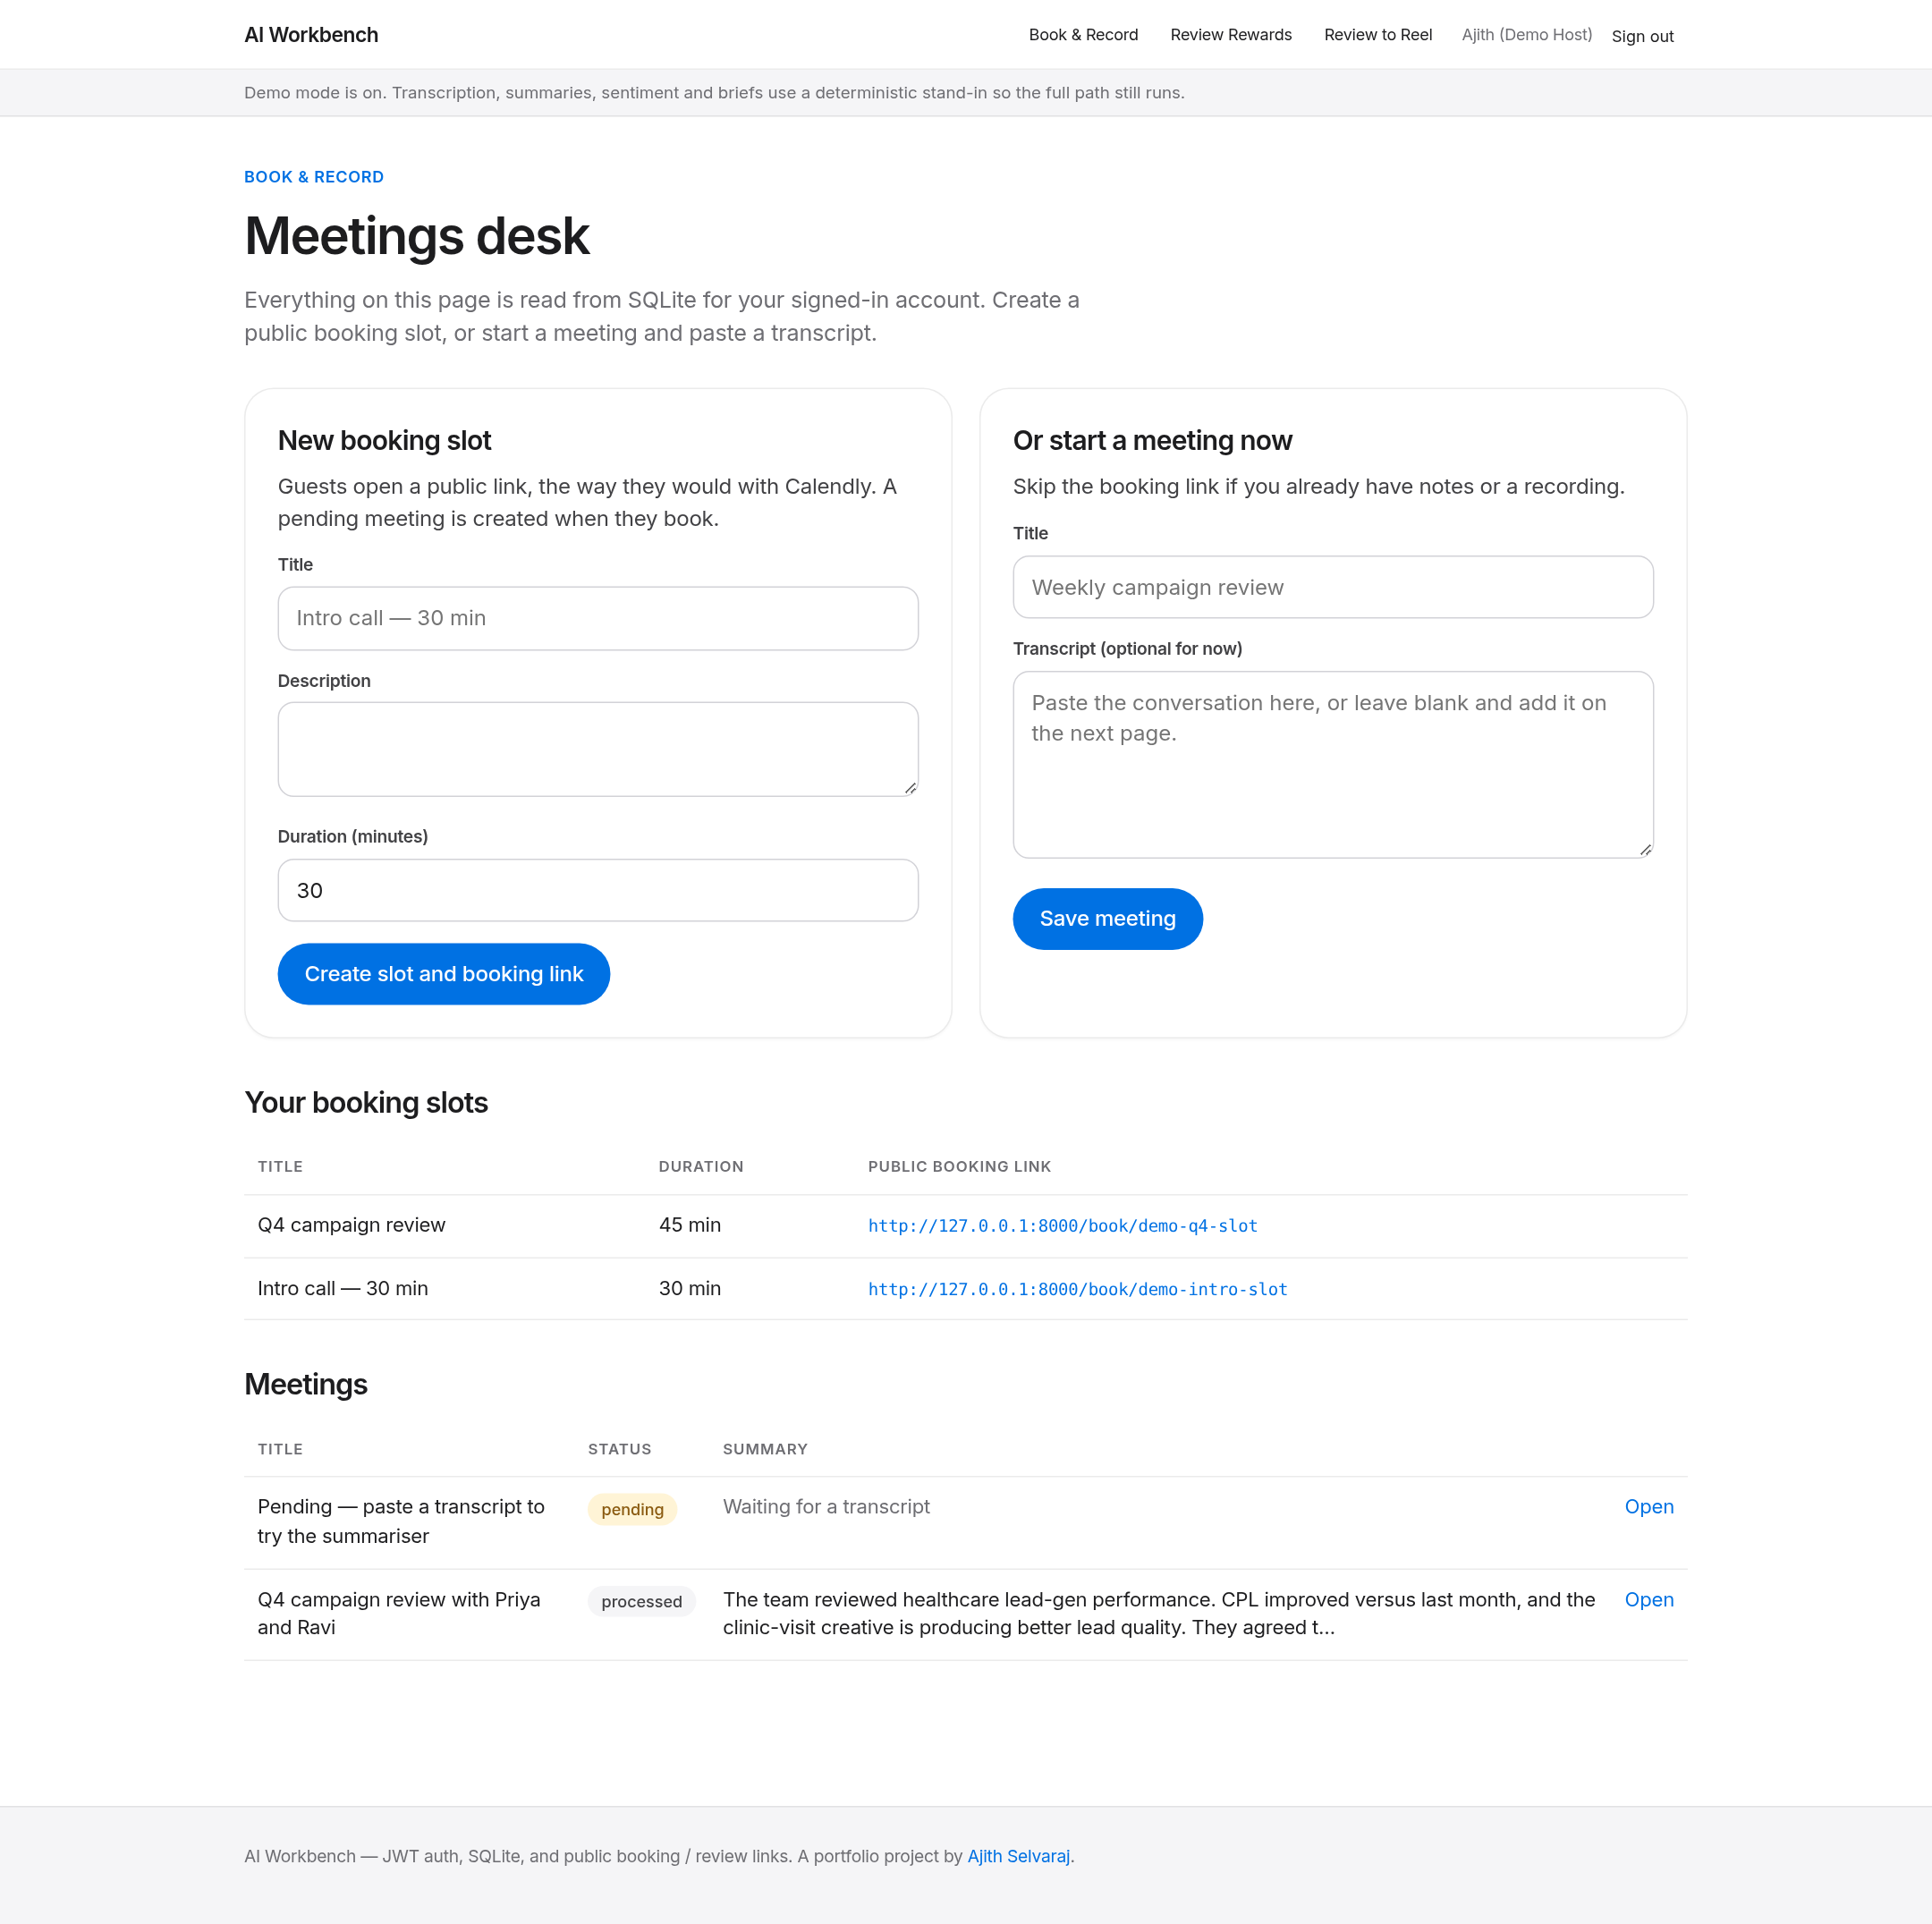 AI Workbench
Book & Record
Review Rewards
Review to Reel
Ajith (Demo Host)
Sign out
Demo mode is on. Transcription, summaries, sentiment and briefs use a deterministic stand-in so the full path still runs.
BOOK & RECORD
Meetings desk
Everything on this page is read from SQLite for your signed-in account. Create a
public booking slot, or start a meeting and paste a transcript.
New booking slot
Guests open a public link, the way they would with Calendly. A
pending meeting is created when they book.
Title
Intro call — 30 min
Description
Duration (minutes)
30
Create slot and booking link
Or start a meeting now
Skip the booking link if you already have notes or a recording.
Title
Weekly campaign review
Transcript (optional for now)
Paste the conversation here, or leave blank and add it on
the next page.
Save meeting
Your booking slots
TITLE DURATION PUBLIC BOOKING LINK
Q4 campaign review 45 min http://127.0.0.1:8000/book/demo-q4-slot
Intro call — 30 min 30 min http://127.0.0.1:8000/book/demo-intro-slot
Meetings
TITLE STATUS SUMMARY
Pending — paste a transcript to
try the summariser
pending
Waiting for a transcript
Open
Q4 campaign review with Priya
and Ravi
processed
The team reviewed healthcare lead-gen performance. CPL improved versus last month, and the
clinic-visit creative is producing better lead quality. They agreed t…
Open
AI Workbench — JWT auth, SQLite, and public booking / review links. A portfolio project by Ajith Selvaraj.